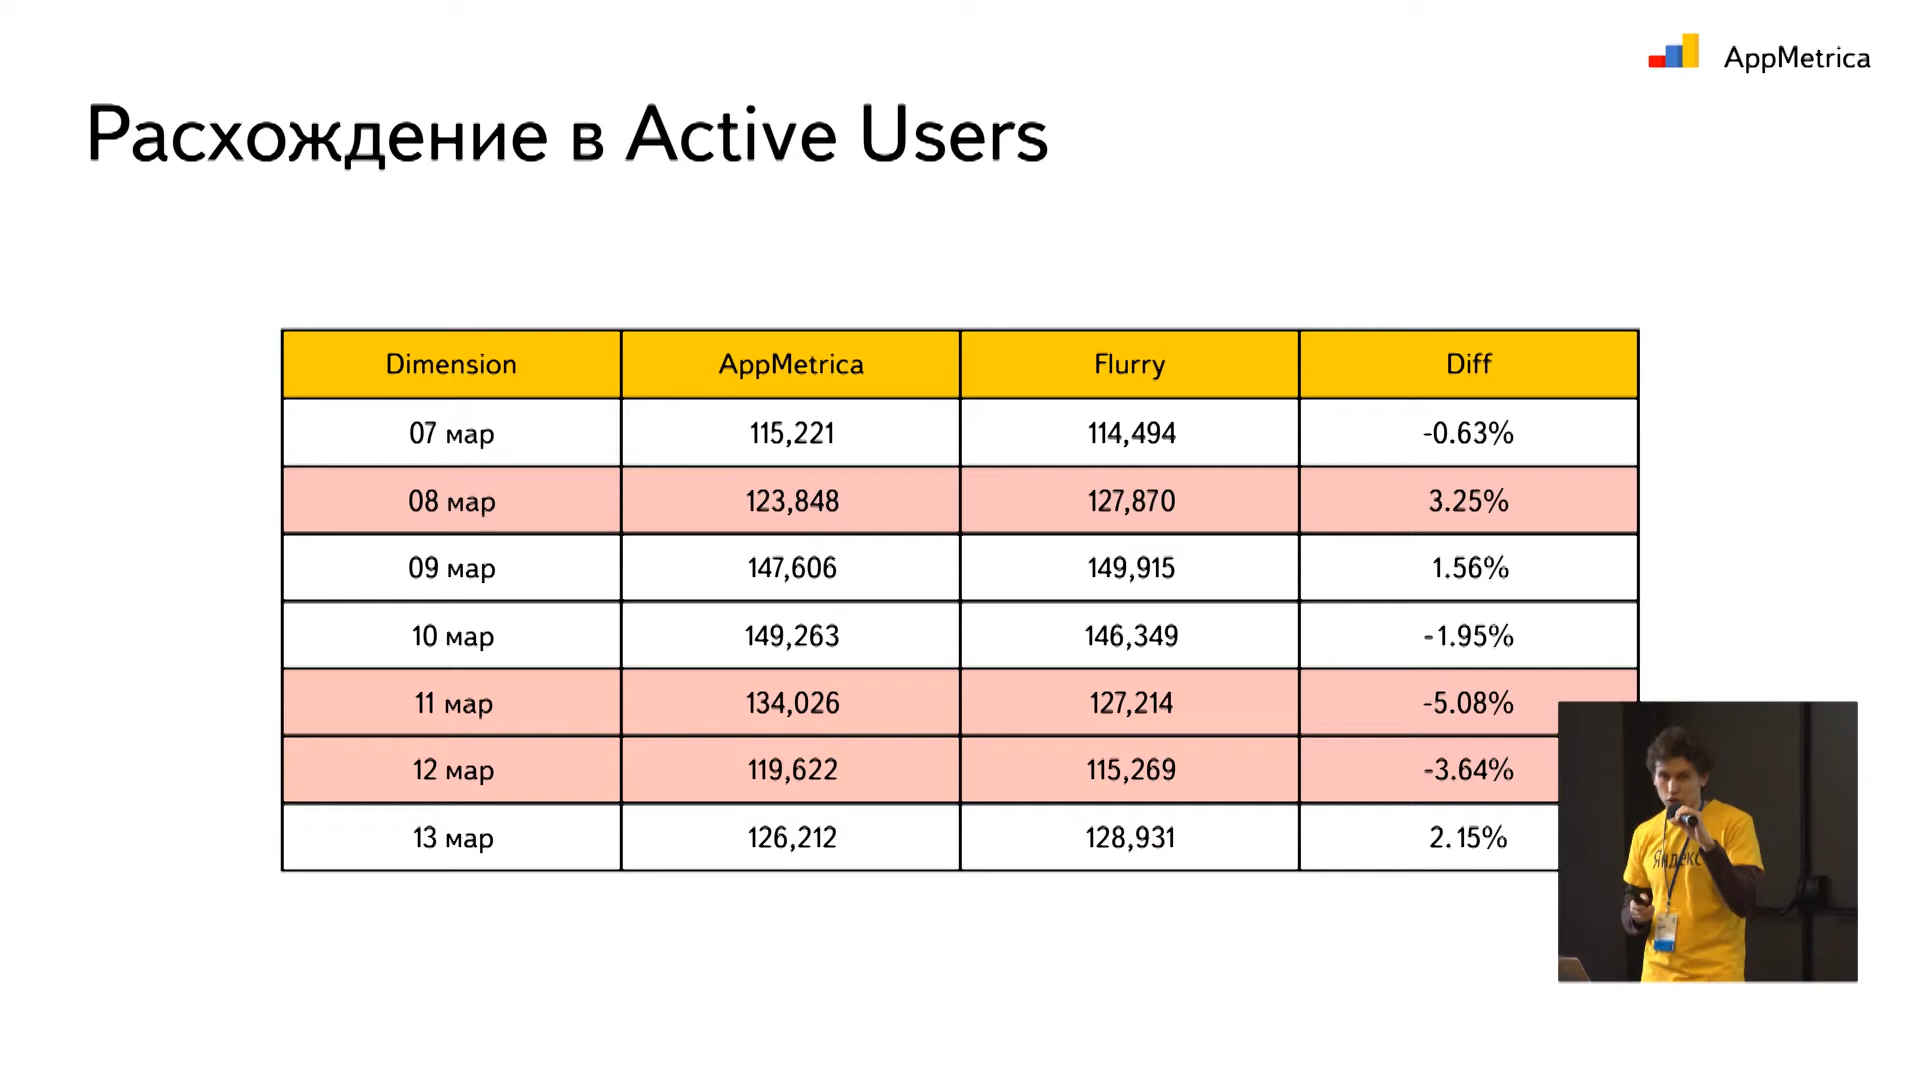 AppMetrica
Расхождение в Active Users
Dimension AppMetrica Flurry Diff
07 мар 115,221 114,494 -0.63%
08 мар 123,848 127,870 3.25%
09 мар 147,606 149,915 1.56%
10 мар 149,263 146,349 -1.95%
11 мар 134,026 127,214 -5.08%
12 мар 119,622 115,269 -3.64%
13 мар 126,212 128,931 2.15%
Яндекс